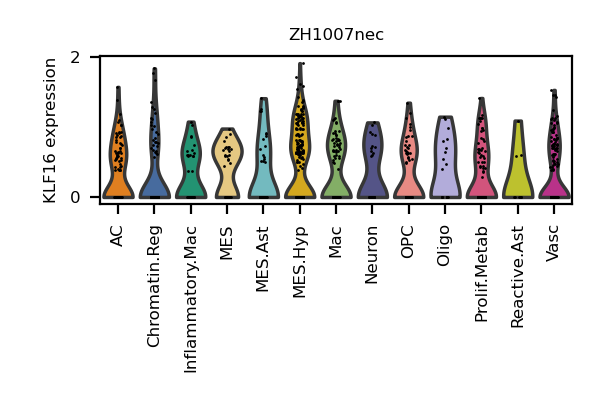 ZH1007nec
KLF16 expression
2
0
AC
Chromatin.Reg
Inflammatory.Mac
MES
MES.Ast
MES.Hyp
Mac
Neuron
OPC
Oligo
Prolif.Metab
Reactive.Ast
Vasc